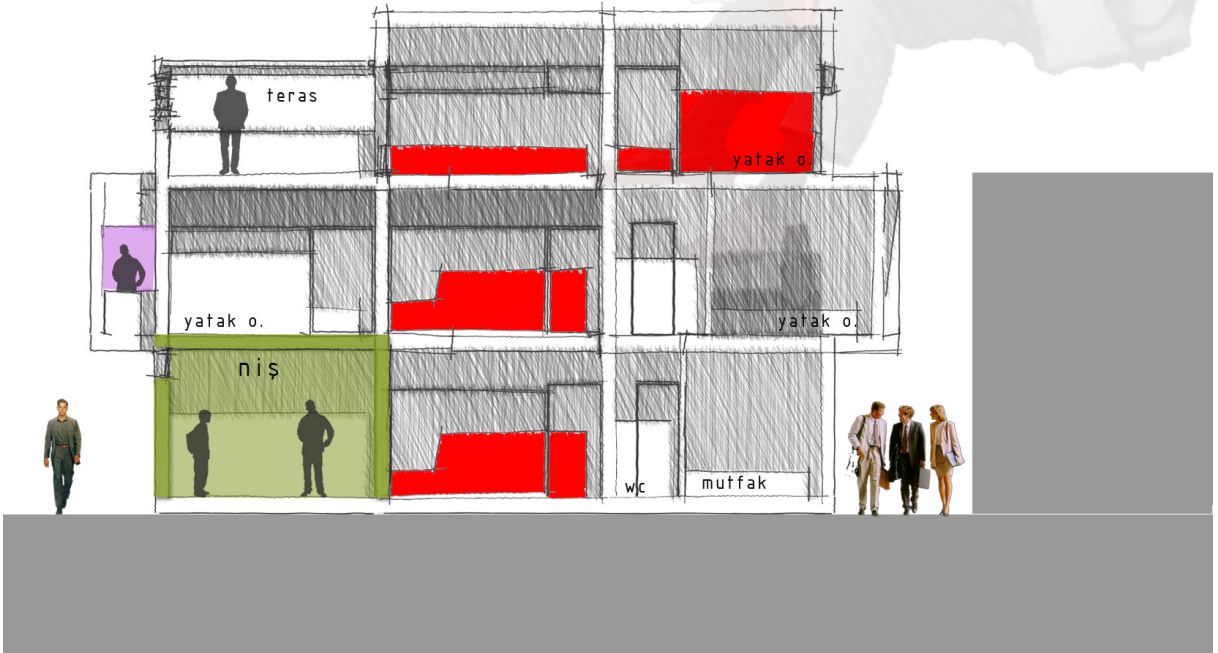 teras
yatak o.
yatak o.
yatak o.
niş
wc
mutfak